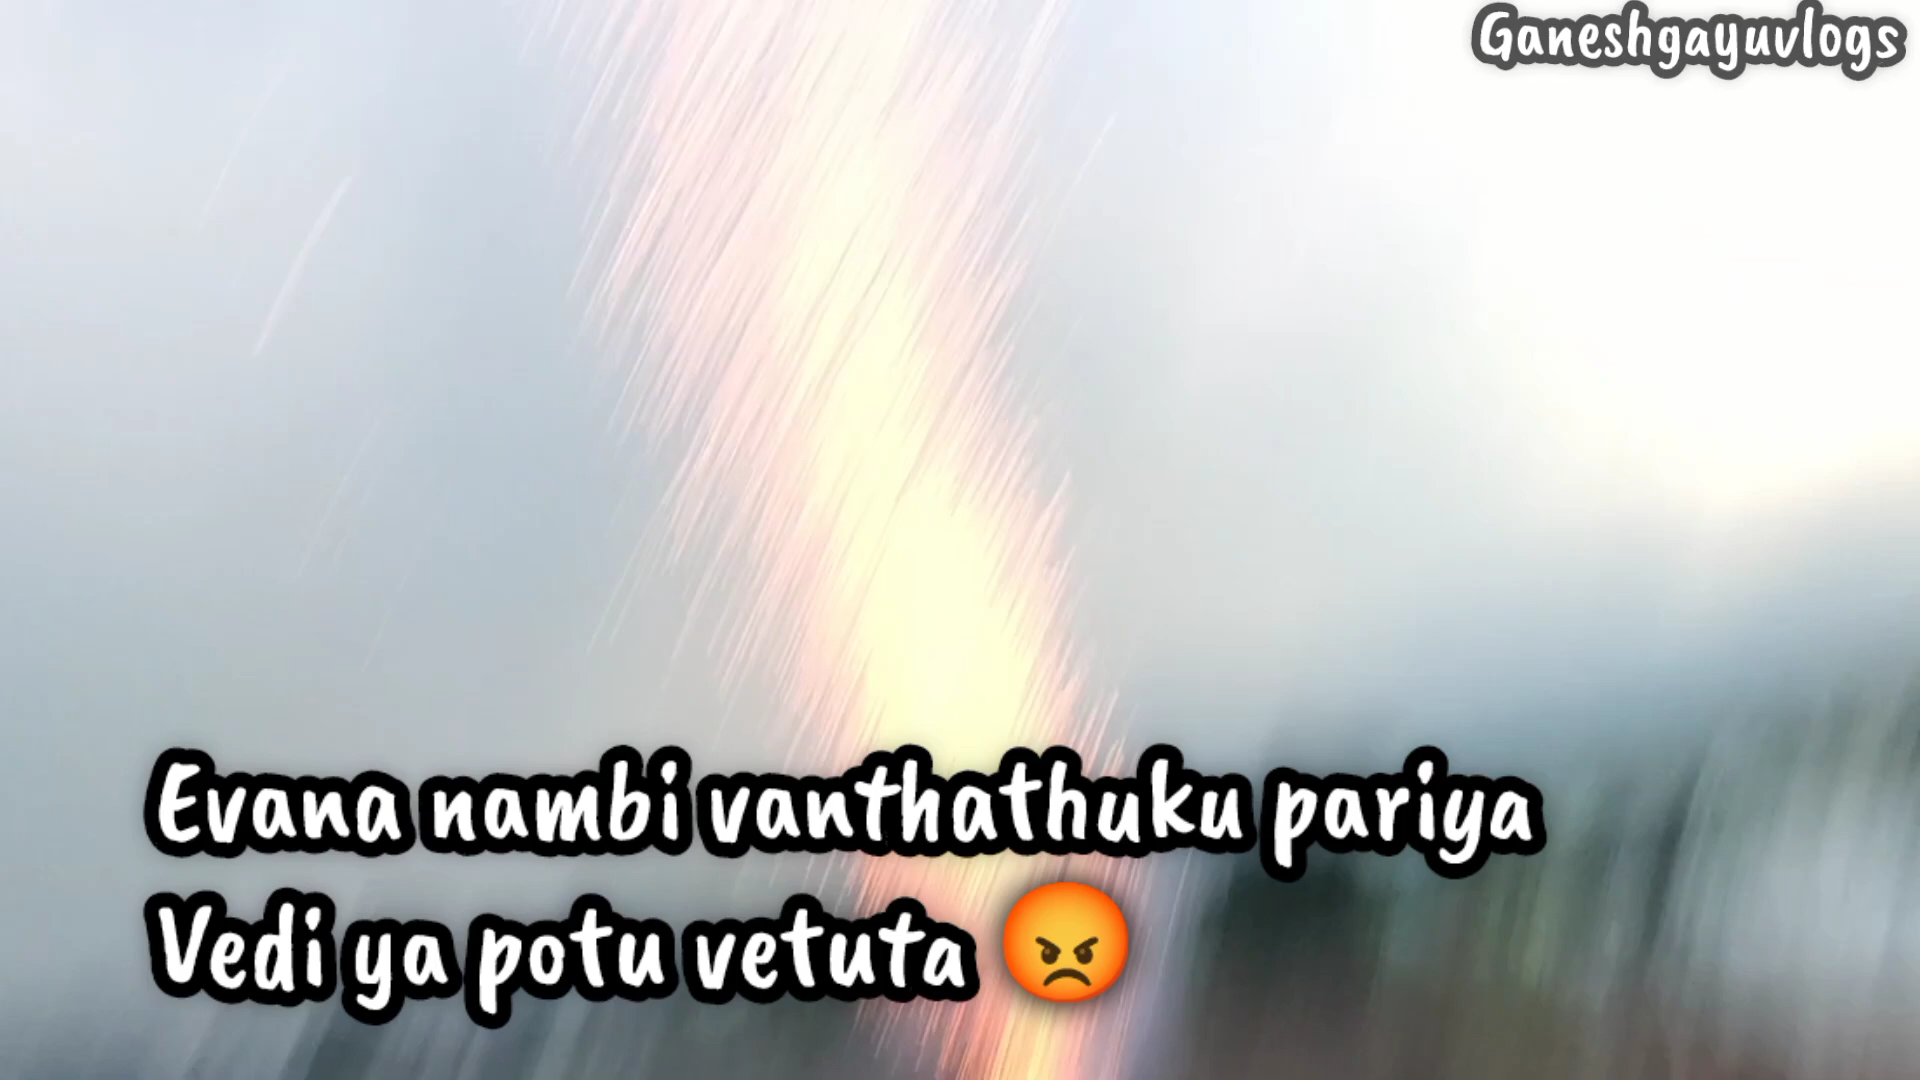 Ganeshgayuvlogs
Evana nambi vanthathuku pariya
Vedi ya potu vetuta 😡